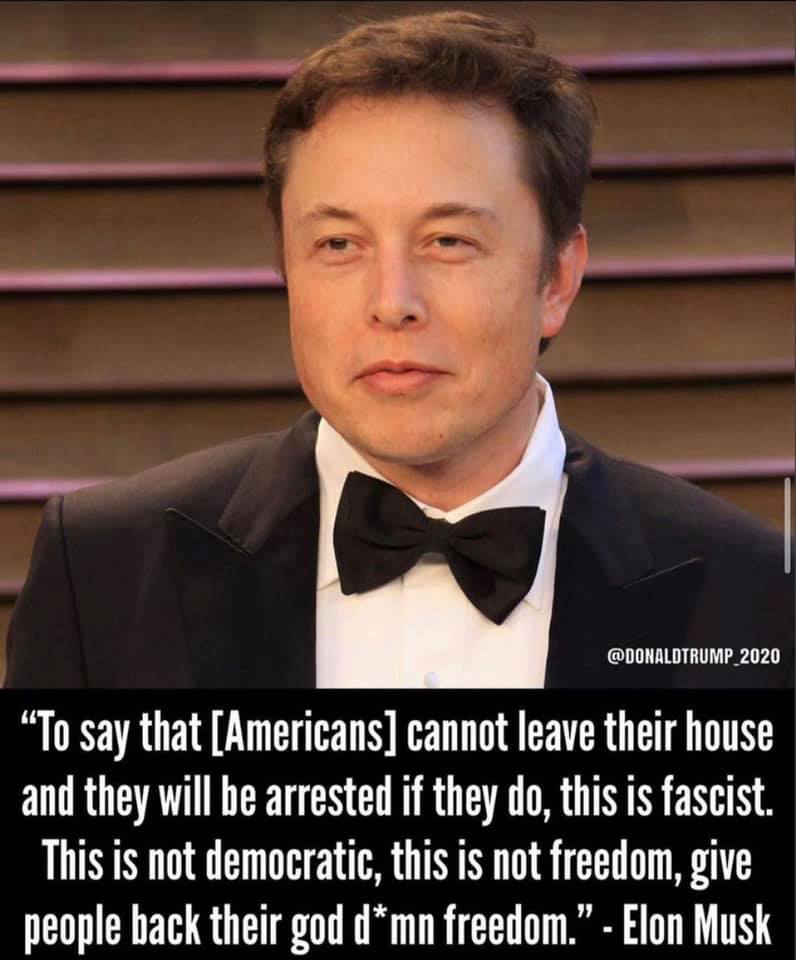 @DONALDTRUMP_2020
“To say that [Americans] cannot leave their house
and they will be arrested if they do, this is fascist.
This is not democratic, this is not freedom, give
people back their god d*mn freedom.” - Elon Musk